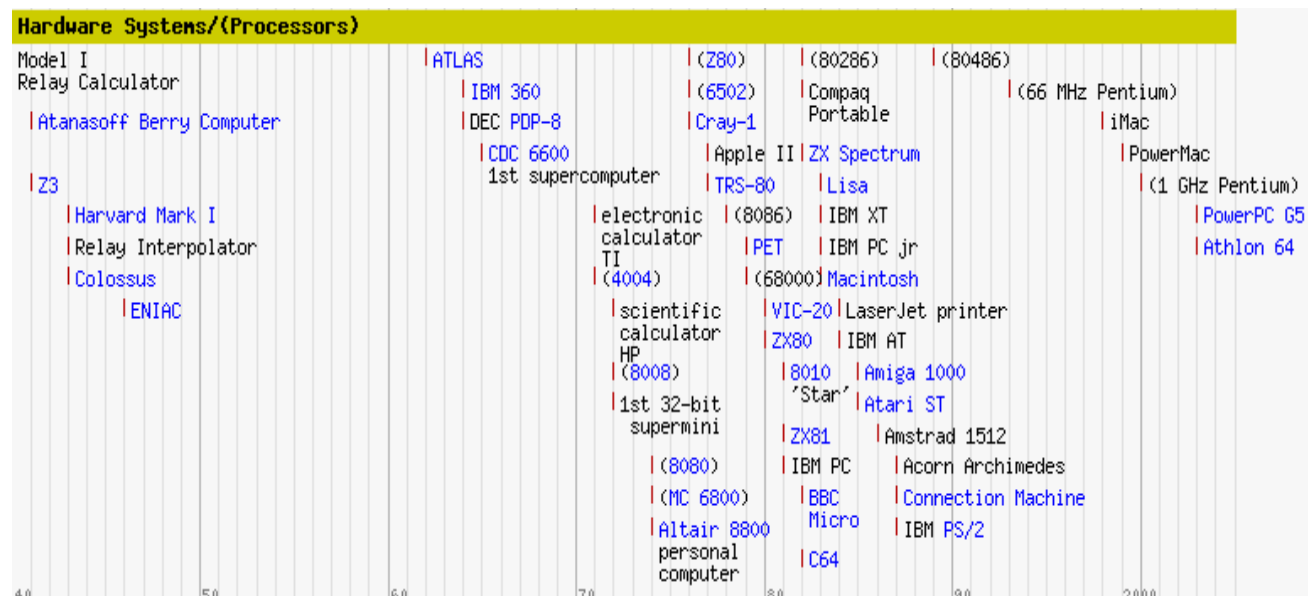 Hardware Systems/(Processors)
Model I
Relay Calculator
Atanasoff Berry Computer
Z3
Harvard Mark I
Relay Interpolator
Colossus
ENIAC
ATLAS
IBM 360
DEC PDP-8
CDC 6600
1st supercomputer
electronic
calculator
TI
(4004)
scientific
calculator
HP
(8008)
1st 32-bit
supermini
(8080)
(MC 6800)
Altair 8800
personal
computer
(Z80)
(6502)
Cray-1
Apple II
TRS-80
(8086)
PET
(68000)
VIC-20
ZX80
8010
'Star'
ZX81
IBM PC
BBC
Micro
C64
(80286)
Compaq
Portable
ZX Spectrum
Lisa
IBM XT
IBM PC jr
Macintosh
LaserJet printer
IBM AT
Amiga 1000
Atari ST
Amstrad 1512
Acorn Archimedes
Connection Machine
IBM PS/2
(80486)
(66 MHz Pentium)
iMac
PowerMac
(1 GHz Pentium)
PowerPC G5
Athlon 64
40 50 60 70 80 90 2000